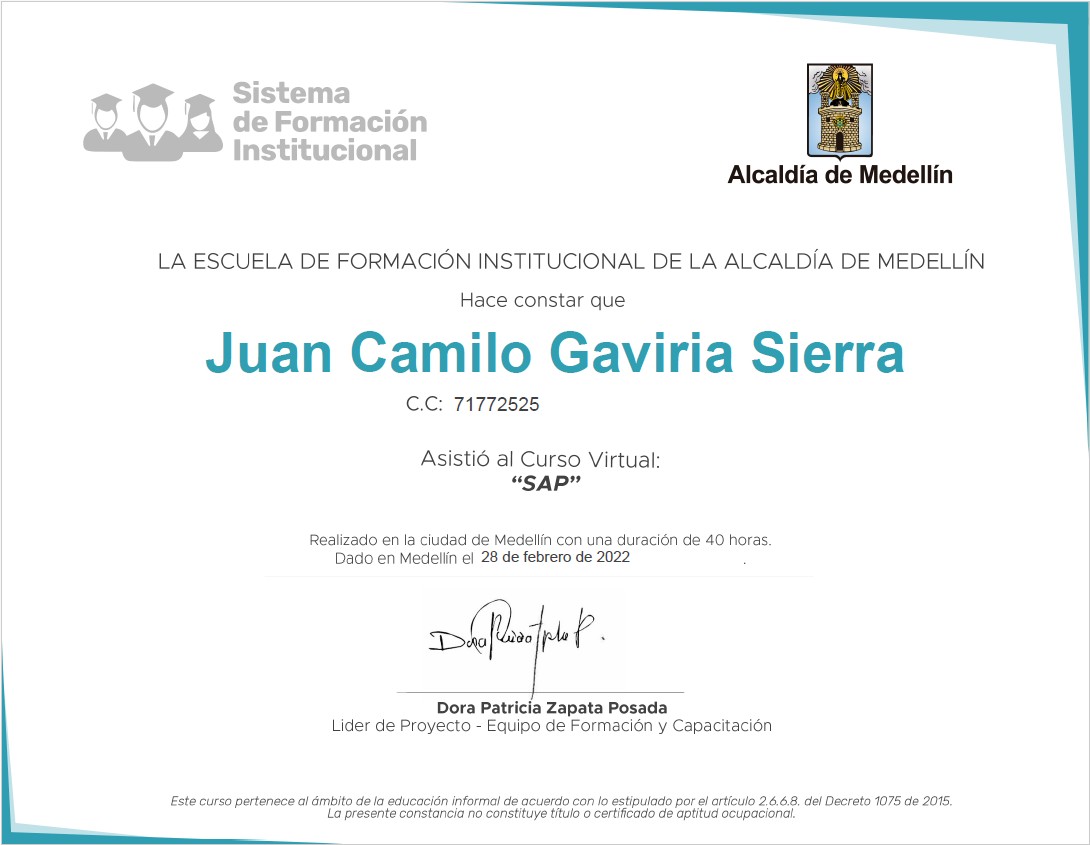 Sistema
de Formación
Institucional
Alcaldía de Medellín
LA ESCUELA DE FORMACIÓN INSTITUCIONAL DE LA ALCALDÍA DE MEDELLÍN
Hace constar que
Juan Camilo Gaviria Sierra
C.C: 71772525
Asistió al Curso Virtual:
“SAP”
Realizado en la ciudad de Medellín con una duración de 40 horas.
Dado en Medellín el 28 de febrero de 2022 .
Dora Patricia Zapata Posada
Lider de Proyecto - Equipo de Formación y Capacitación
Este curso pertenece al ámbito de la educación informal de acuerdo con lo estipulado por el artículo 2.6.6.8. del Decreto 1075 de 2015.
La presente constancia no constituye título o certificado de aptitud ocupacional.